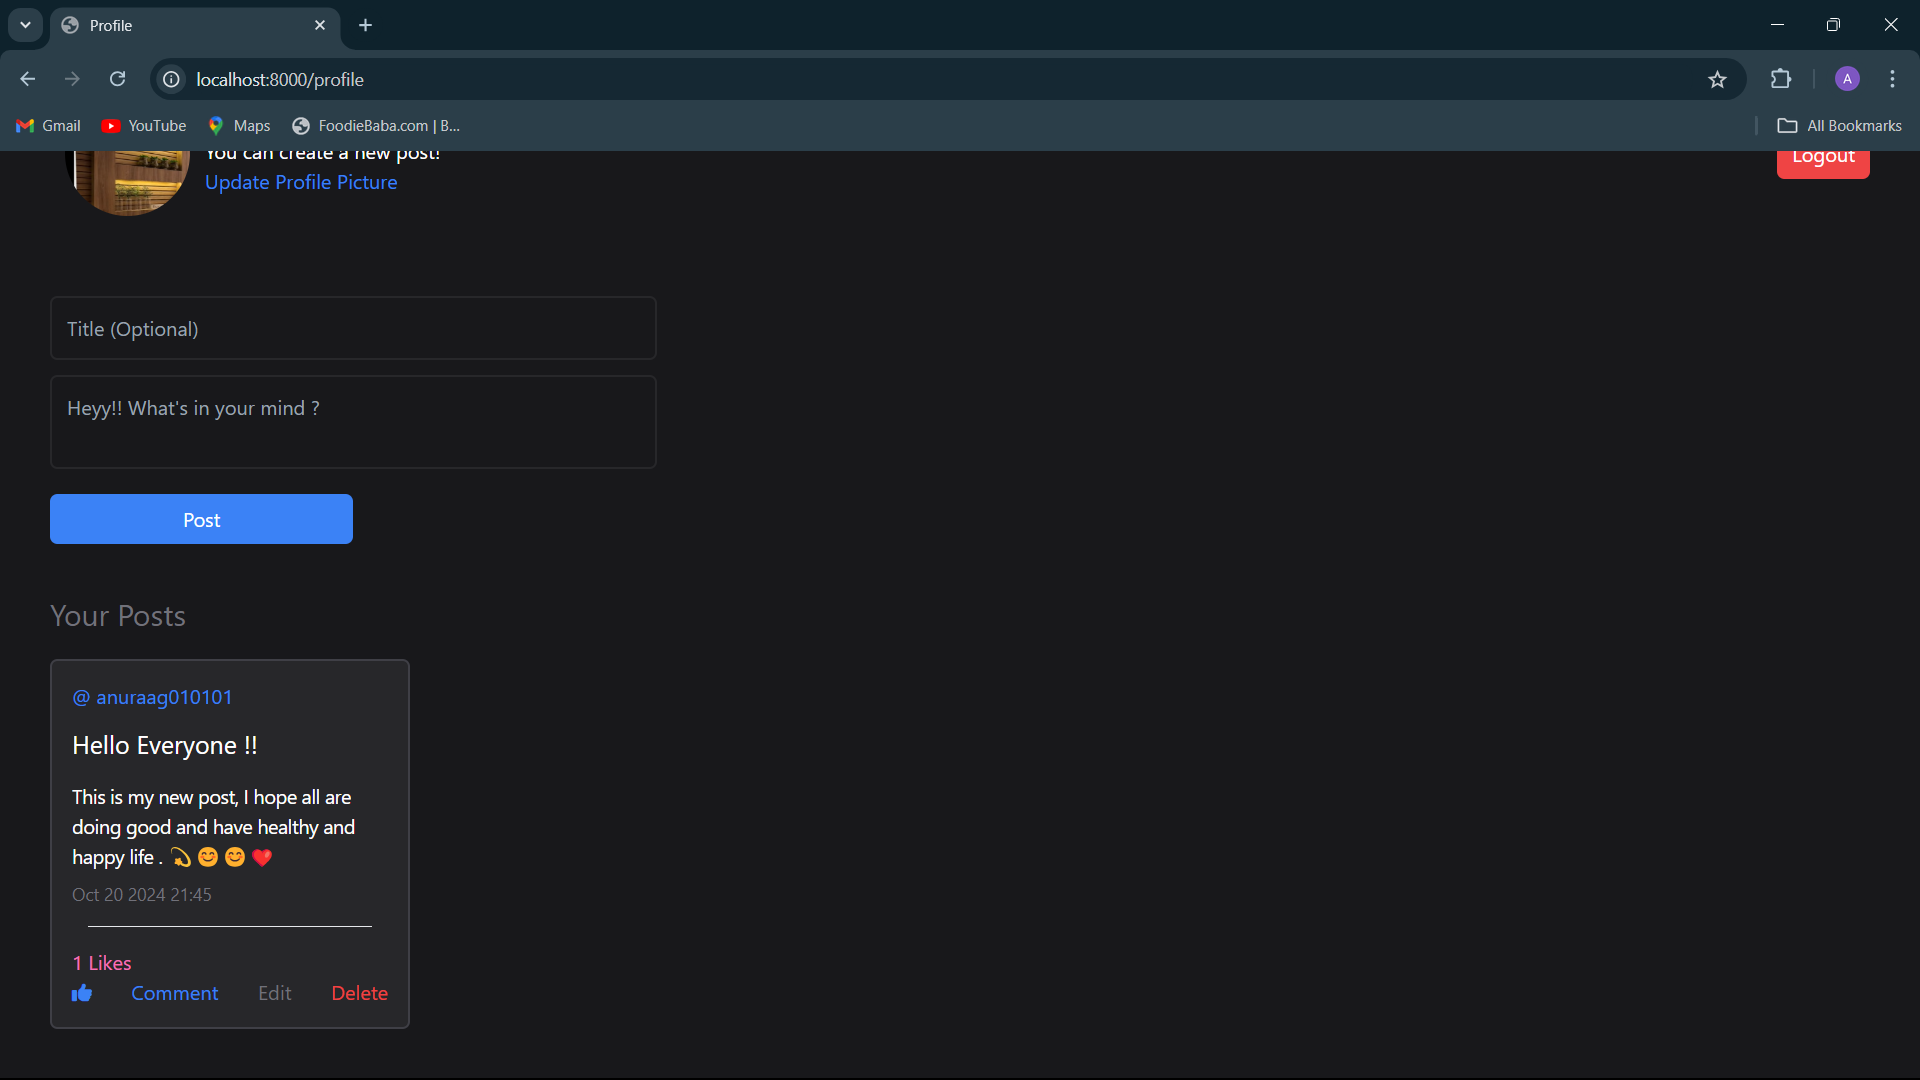 Profile
localhost:8000/profile
A
Gmail
YouTube
Maps
FoodieBaba.com | B...
All Bookmarks
You can create a new post!
Logout
Update Profile Picture
Title (Optional)
Heyy!! What's in your mind ?
Post
Your Posts
@ anuraag010101
Hello Everyone !!
This is my new post, I hope all are
doing good and have healthy and
happy life . 💫😊😊❤️
Oct 20 2024 21:45
1 Likes
Comment Edit Delete